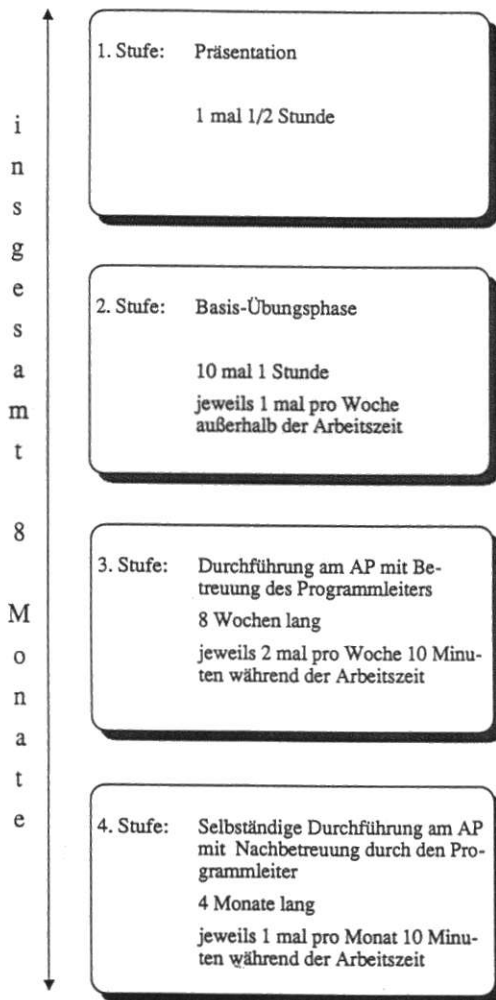 insgesamt 8 Monate
1. Stufe: Präsentation
1 mal 1/2 Stunde
2. Stufe: Basis-Übungsphase
10 mal 1 Stunde
jeweils 1 mal pro Woche
außerhalb der Arbeitszeit
3. Stufe: Durchführung am AP mit Be-
treuung des Programmleiters
8 Wochen lang
jeweils 2 mal pro Woche 10 Minu-
ten während der Arbeitszeit
4. Stufe: Selbständige Durchführung am AP
mit Nachbetreuung durch den Pro-
grammleiter
4 Monate lang
jeweils 1 mal pro Monat 10 Minu-
ten während der Arbeitszeit